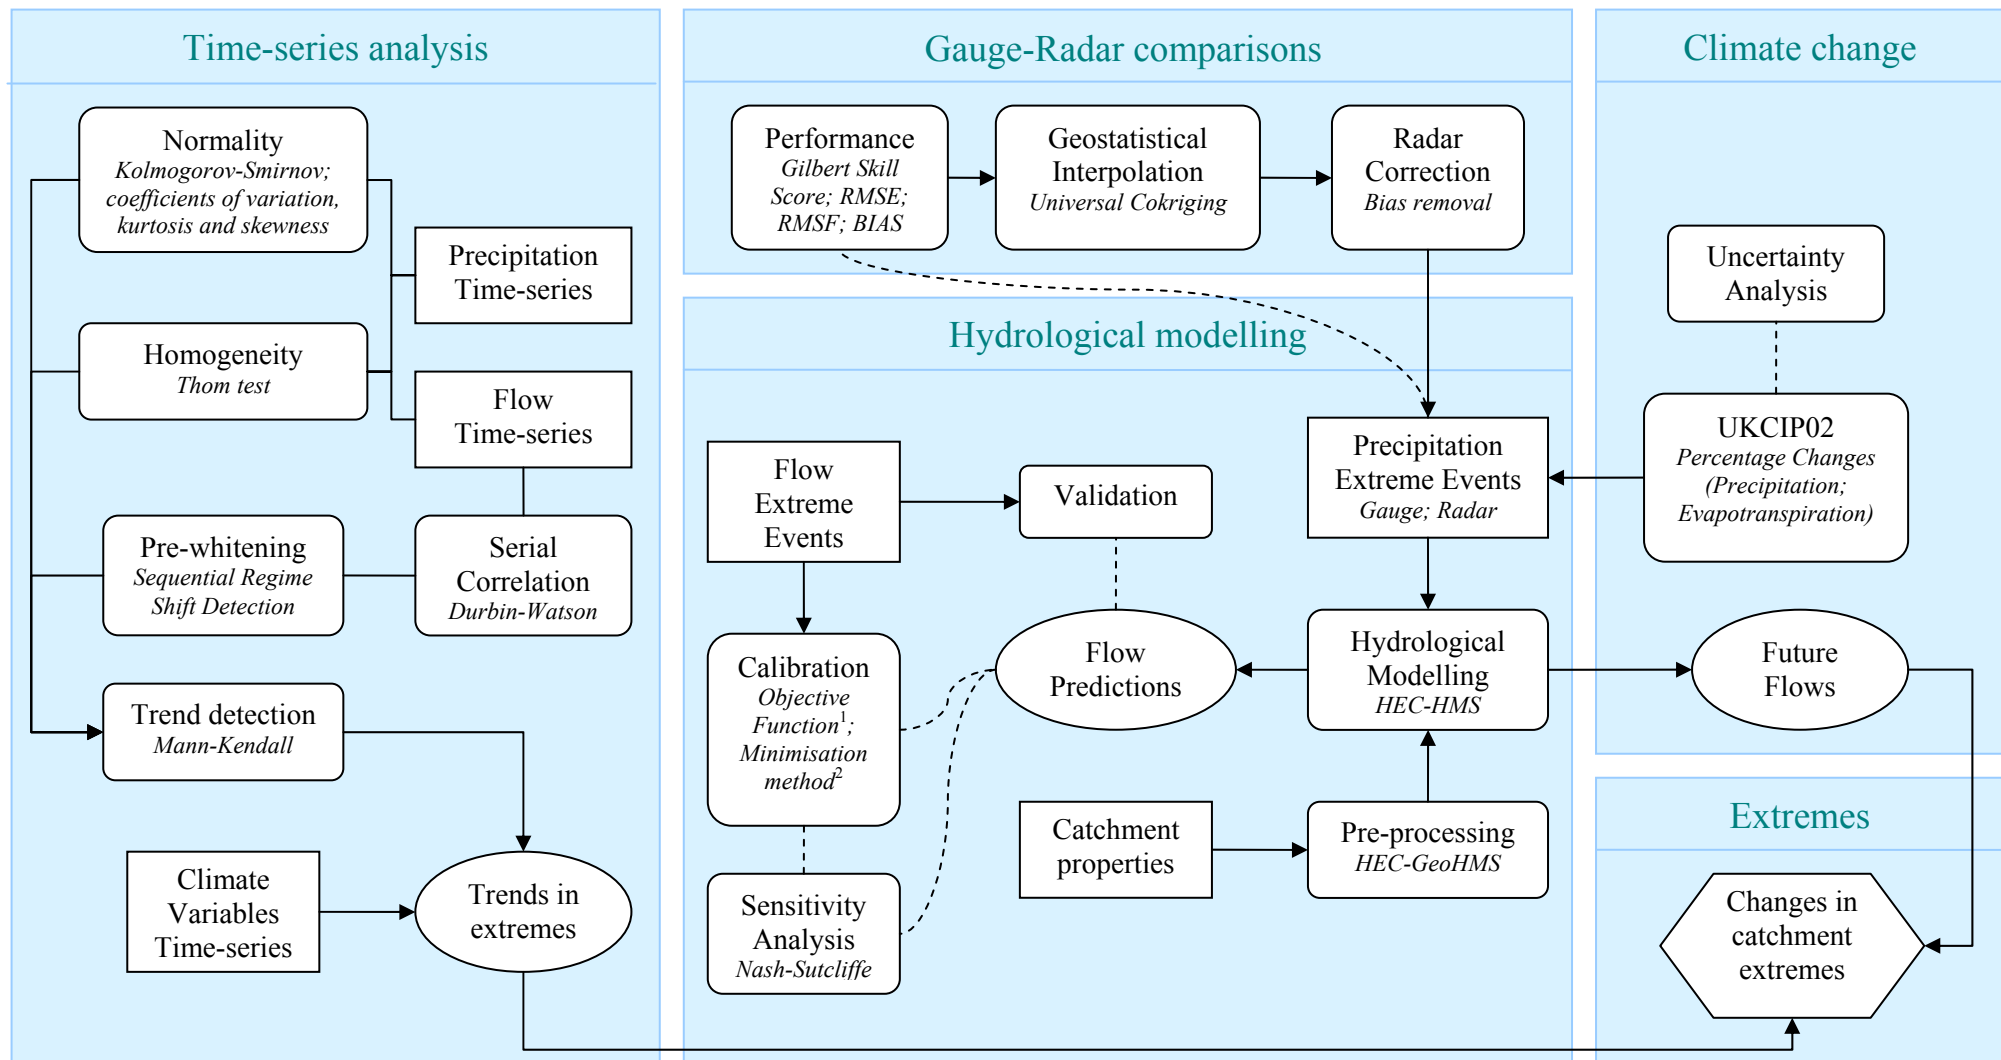 Time-series analysis
Normality
Kolmogorov-Smirnov;
coefficients of variation,
kurtosis and skewness
Precipitation
Time-series
Homogeneity
Thom test
Flow
Time-series
Pre-whitening
Sequential Regime
Shift Detection
Serial
Correlation
Durbin-Watson
Trend detection
Mann-Kendall
Climate
Variables
Time-series
Trends in
extremes
Gauge-Radar comparisons
Performance
Gilbert Skill
Score; RMSE;
RMSF; BIAS
Geostatistical
Interpolation
Universal Cokriging
Radar
Correction
Bias removal
Hydrological modelling
Flow
Extreme
Events
Validation
Precipitation
Extreme Events
Gauge; Radar
Calibration
Objective
Function¹;
Minimisation
method²
Flow
Predictions
Hydrological
Modelling
HEC-HMS
Catchment
properties
Pre-processing
HEC-GeoHMS
Sensitivity
Analysis
Nash-Sutcliffe
Climate change
Uncertainty
Analysis
UKCIP02
Percentage Changes
(Precipitation;
Evapotranspiration)
Future
Flows
Extremes
Changes in
catchment
extremes